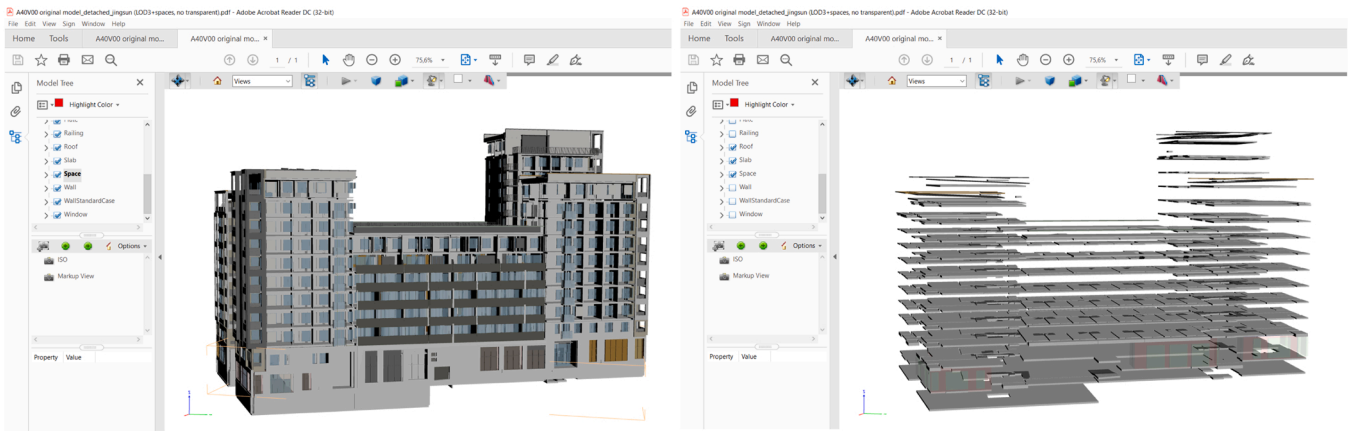 A40V00 original model_detached_jingsun (LOD3+spaces, no transparent).pdf - Adobe Acrobat Reader DC (32-bit)
File Edit View Sign Window Help
Home Tools A40V00 original mo... A40V00 original mo... ×
1 / 1 75,6%
Model Tree ×
Views
Highlight Color
Railing
Roof
Slab
Space
Wall
WallStandardCase
Window
Options
ISO
Markup View
Property Value
A40V00 original model_detached_jingsun (LOD3+spaces, no transparent).pdf - Adobe Acrobat Reader DC (32-bit)
File Edit View Sign Window Help
Home Tools A40V00 original mo... A40V00 original mo... ×
1 / 1 75,6%
Model Tree ×
Views
Highlight Color
Railing
Roof
Slab
Space
Wall
WallStandardCase
Window
Options
ISO
Markup View
Property Value